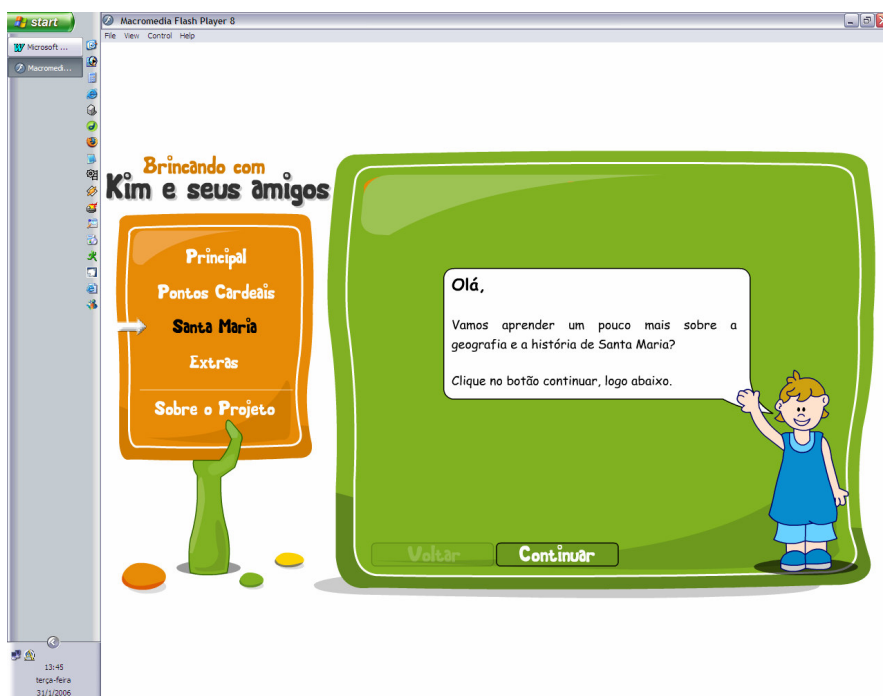 start
Microsoft ...
Macromedi...
Macromedia Flash Player 8
File View Control Help
Brincando com
Kim e seus amigos
Principal
Pontos Cardeais
Santa Maria
Extras
Sobre o Projeto
Olá,
Vamos aprender um pouco mais sobre a
geografia e a história de Santa Maria?
Clique no botão continuar, logo abaixo.
Voltar
Continuar
13:45
terça-feira
31/1/2006